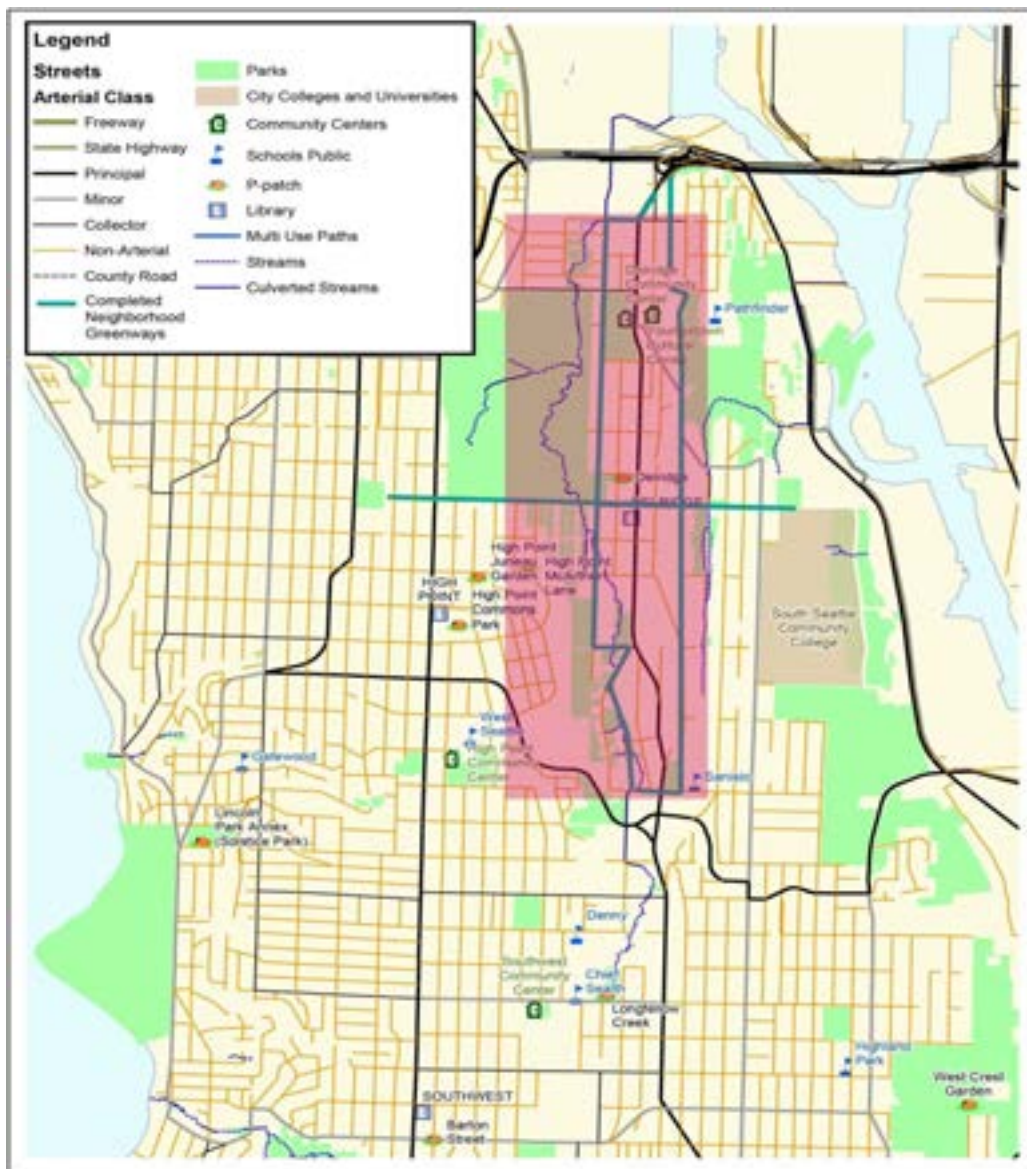 Legend
Streets
Arterial Class
Freeway
State Highway
Principal
Minor
Collector
Non-Arterial
County Road
Completed
Neighborhood
Greenways
Parks
City Colleges and Universities
Community Centers
Schools Public
P-patch
Library
Multi Use Paths
Streams
Culverted Streams
Community
Pathfinder
High Point
Juneau
Garden
High Point
Lane
HIGH
POINT
High Point
Commons
Park
South Seattle
Community
College
West
High Point
Community
Center
Gatewood
Sanislo
Lincoln
Park Annex
(Solstice Park)
Denny
Southwest
Community
Center
Chief
Sealth
Longfellow
Creek
Highland
Park
West Crest
Garden
SOUTHWEST
Barton
Street